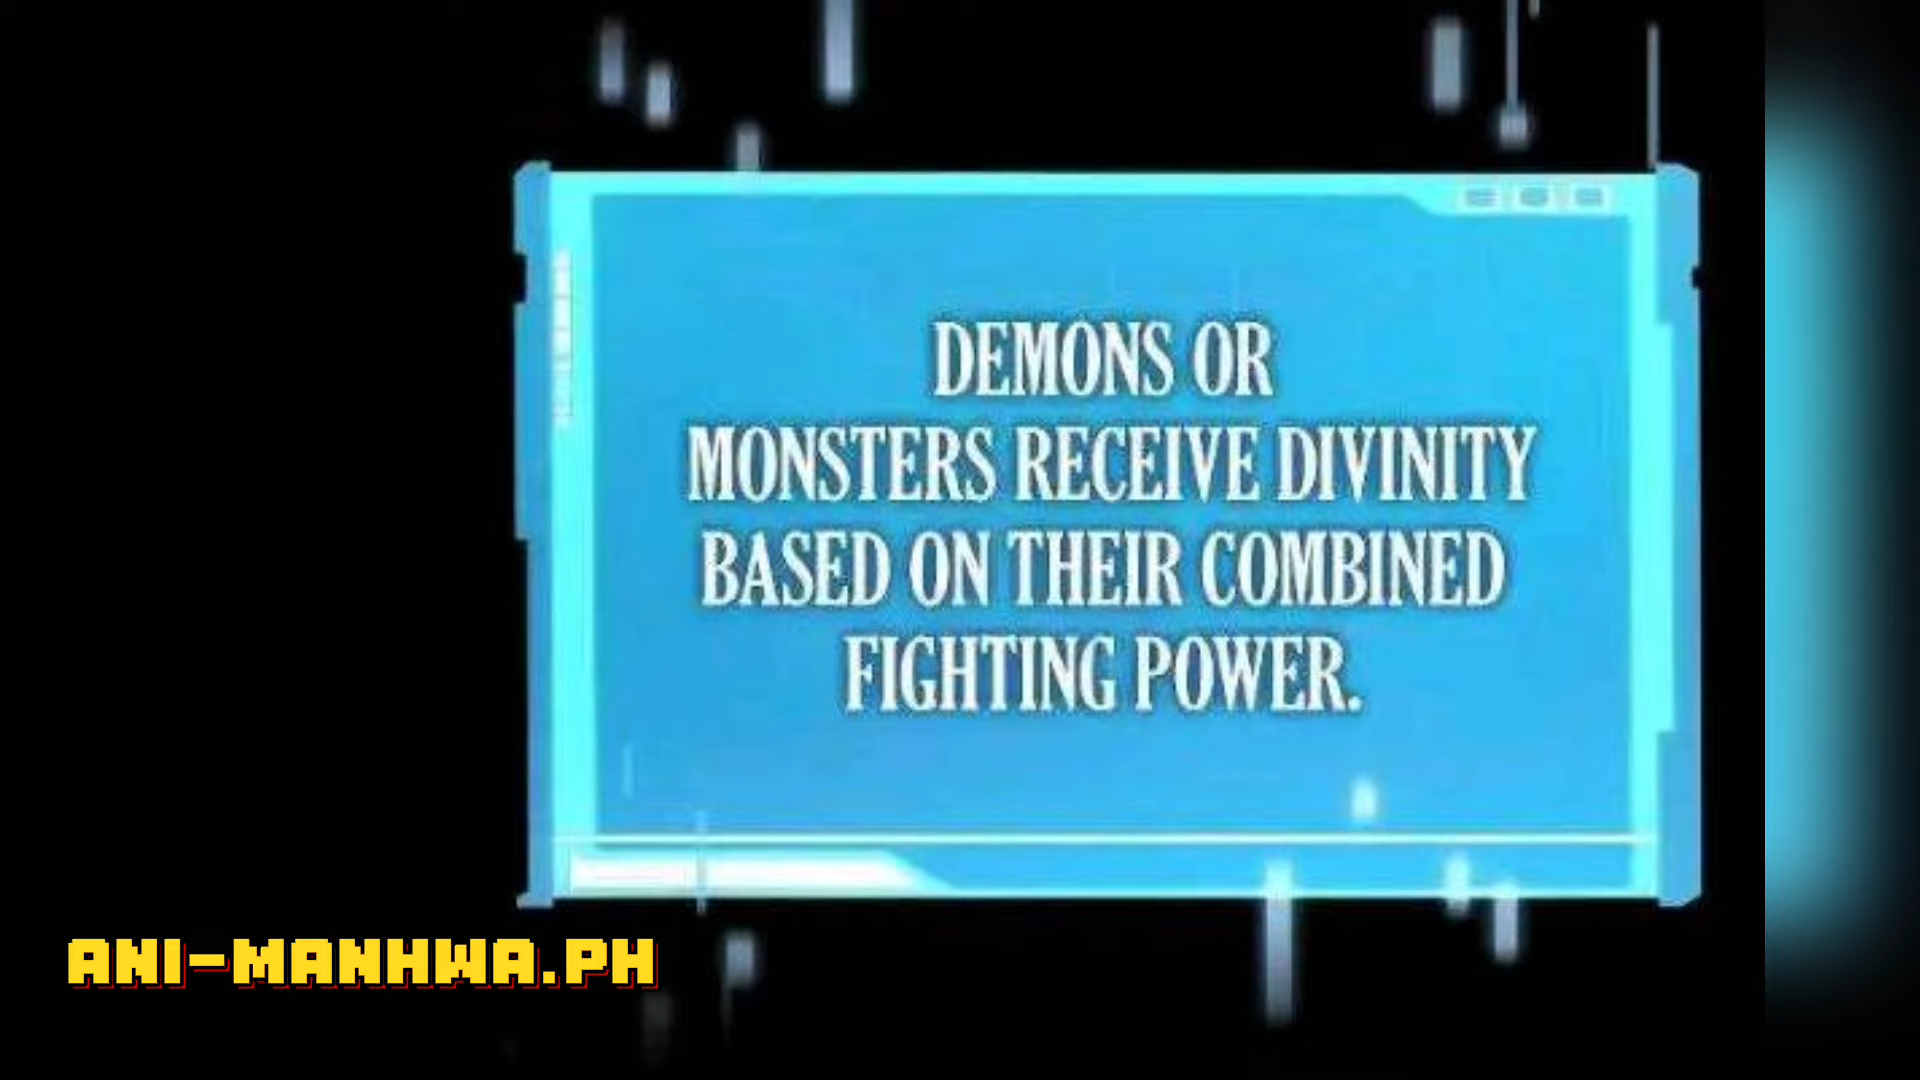 DEMONS OR
MONSTERS RECEIVE DIVINITY
BASED ON THEIR COMBINED
FIGHTING POWER.
ANI-MANHWA.PH